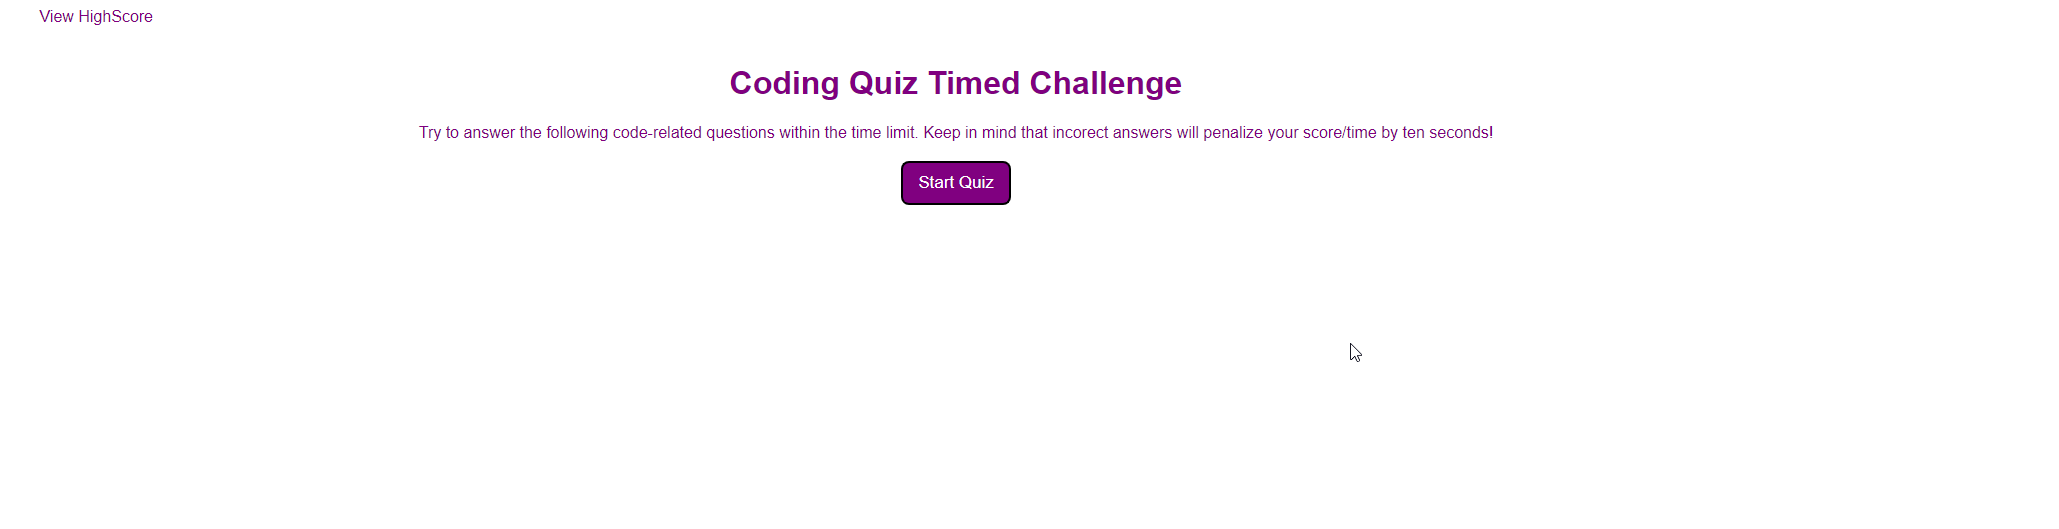 View HighScore
Coding Quiz Timed Challenge
Try to answer the following code-related questions within the time limit. Keep in mind that incorect answers will penalize your score/time by ten seconds!
Start Quiz